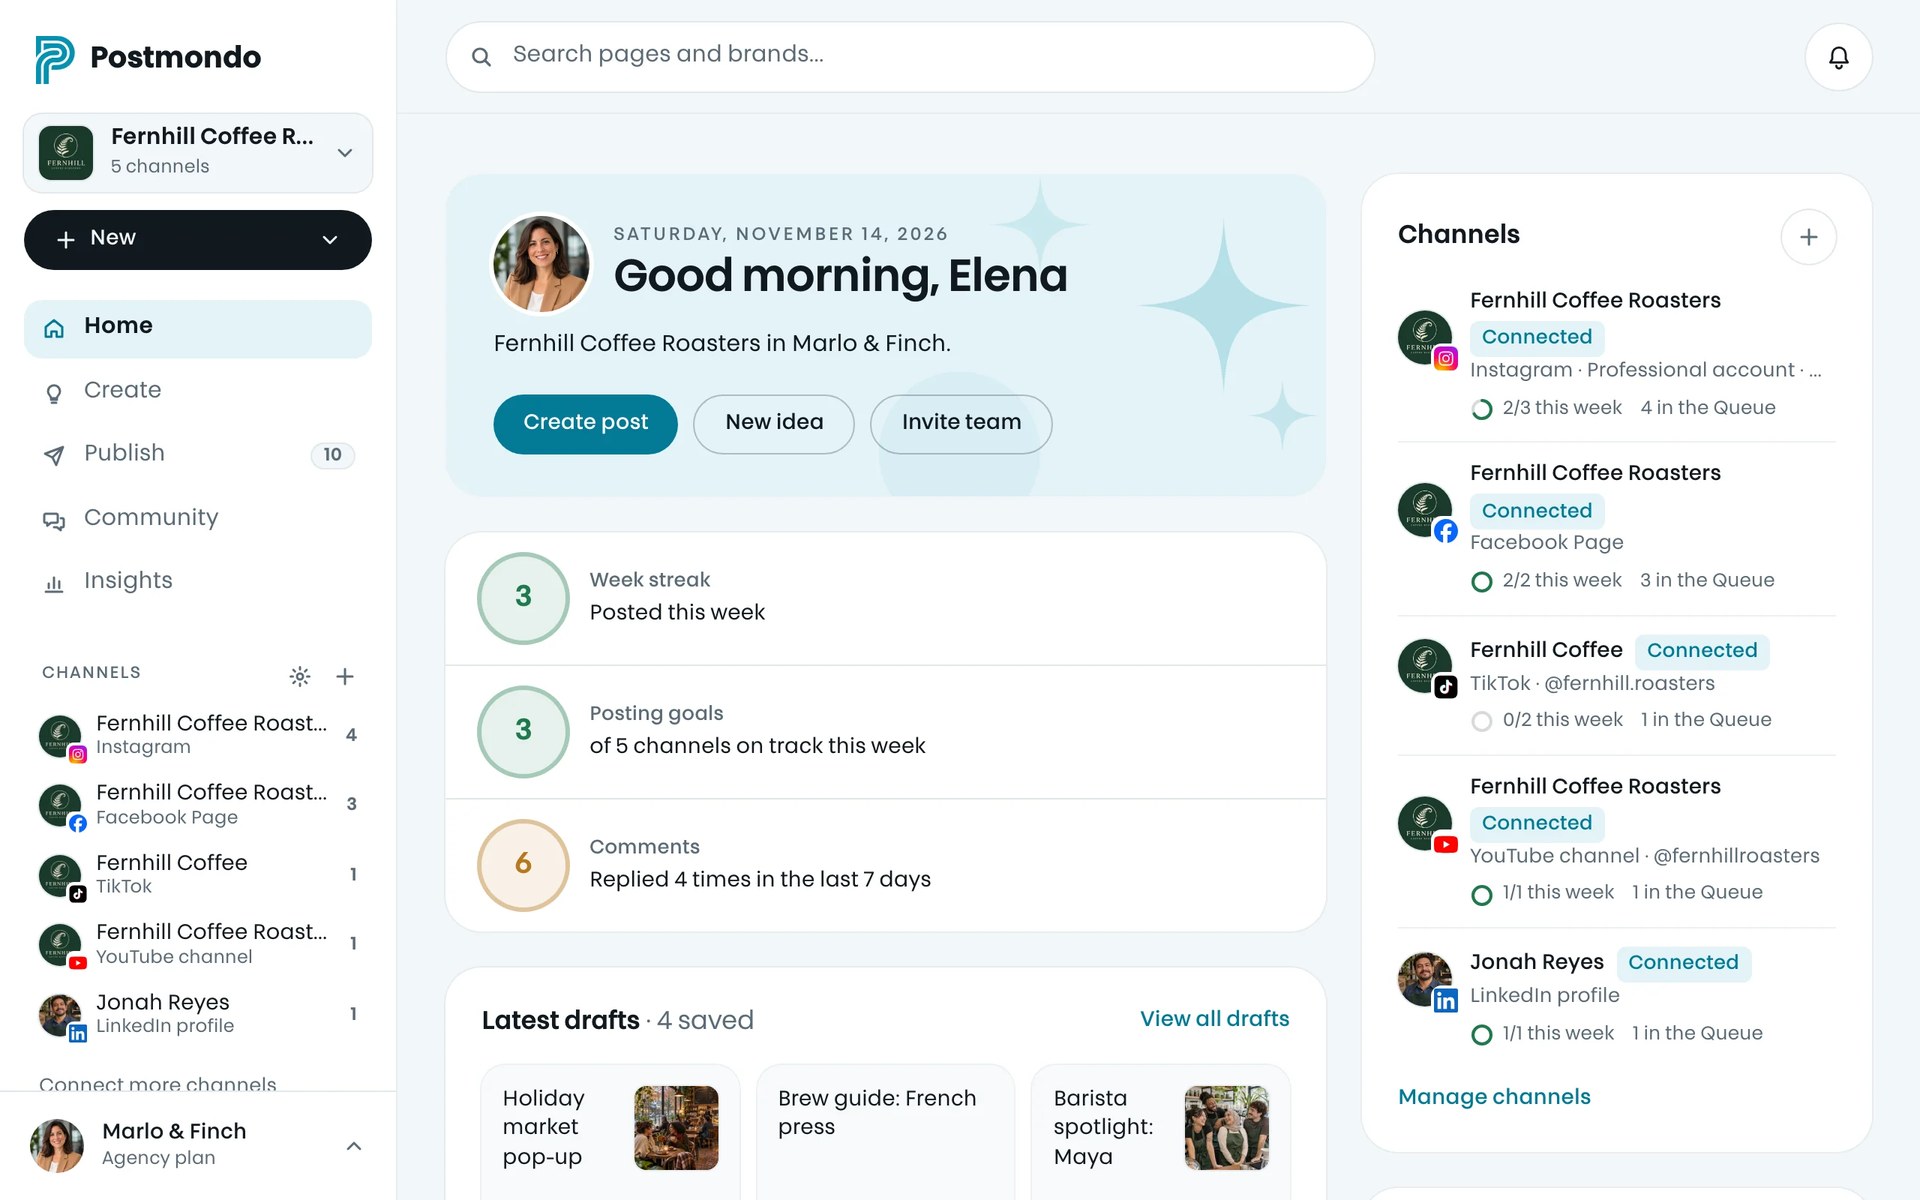 Postmondo
FERNHILL
Fernhill Coffee R...
5 channels
New
Home
Create
Publish
10
Community
Insights
CHANNELS
Fernhill Coffee Roast...
Instagram
4
Fernhill Coffee Roast...
Facebook Page
3
Fernhill Coffee
TikTok
1
Fernhill Coffee Roast...
YouTube channel
1
Jonah Reyes
LinkedIn profile
1
Connect more channels
Marlo & Finch
Agency plan
Search pages and brands...
SATURDAY, NOVEMBER 14, 2026
Good morning, Elena
Fernhill Coffee Roasters in Marlo & Finch.
Create post
New idea
Invite team
3
Week streak
Posted this week
3
Posting goals
of 5 channels on track this week
6
Comments
Replied 4 times in the last 7 days
Latest drafts · 4 saved
View all drafts
Holiday
market
pop-up
Brew guide: French
press
Barista
spotlight:
Maya
Channels
Fernhill Coffee Roasters
Connected
Instagram · Professional account · ...
2/3 this week 4 in the Queue
Fernhill Coffee Roasters
Connected
Facebook Page
2/2 this week 3 in the Queue
Fernhill Coffee Connected
TikTok · @fernhill.roasters
0/2 this week 1 in the Queue
Fernhill Coffee Roasters
Connected
YouTube channel · @fernhillroasters
1/1 this week 1 in the Queue
Jonah Reyes Connected
LinkedIn profile
1/1 this week 1 in the Queue
Manage channels